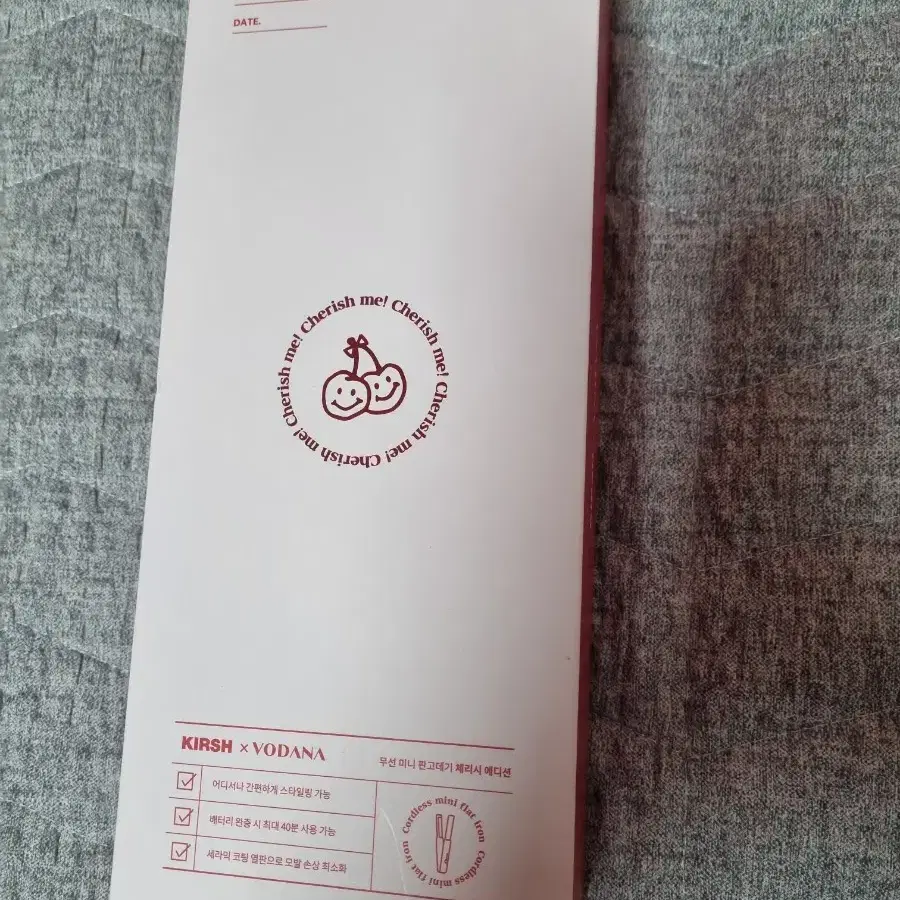 DATE.
Cherish me! Cherish me! Cherish me! Cherish me! Cherish me!
KIRSH × VODANA
무선 미니 판고데기 체리시 에디션
어디서나 간편하게 스타일링 가능
배터리 완충 시 최대 40분 사용 가능
세라믹 코팅 열판으로 모발 손상 최소화
Cordless mini flat iron Cordless mini flat iron